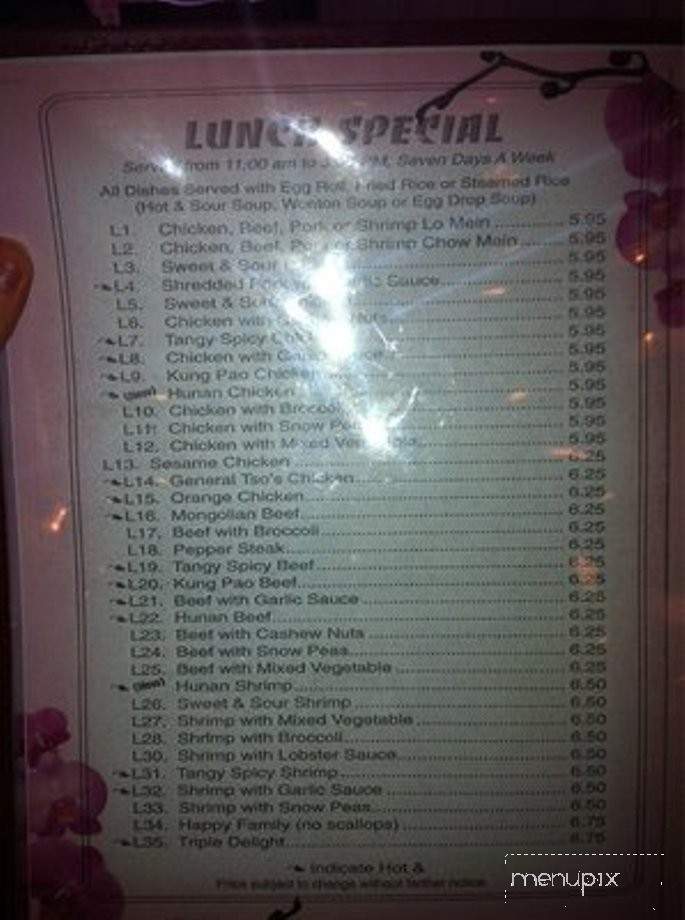 LUNCH SPECIAL
from 11:00 am to PM, Seven Days A Week
All Dishes Served with Egg Roll, Fried Rice or Steamed Rice
(Hot & Sour Soup, Wonton Soup or Egg Drop Soup)
L1. Chicken, Beef, Pork or Shrimp Lo Mein 5.95
L2. Chicken, Beef, Pork or Shrimp Chow Mein 5.95
L3. Sweet & Sour 5.95
L4. Shredded Pork Sauce 5.95
L5. Sweet & Sour 5.95
L6. Chicken with Nuts 5.95
L7. Tangy Spicy 5.95
L8. Chicken with Garlic 5.95
L9. Kung Pao Chicken 5.95
(New) Hunan Chicken 5.95
L10. Chicken with Broccoli 5.95
L11. Chicken with Snow Peas 5.95
L12. Chicken with Mixed Vegetable 5.95
L13. Sesame Chicken 6.25
L14. General Tso's Chicken 6.25
L15. Orange Chicken 6.25
L16. Mongolian Beef 6.25
L17. Beef with Broccoli 6.25
L18. Pepper Steak 6.25
L19. Tangy Spicy Beef 6.25
L20. Kung Pao Beef 6.25
L21. Beef with Garlic Sauce 6.25
L22. Hunan Beef 6.25
L23. Beef with Cashew Nuts 6.25
L24. Beef with Snow Peas 6.25
L25. Beef with Mixed Vegetable 6.25
(New) Hunan Shrimp 6.50
L26. Sweet & Sour Shrimp 6.50
L27. Shrimp with Mixed Vegetable 6.50
L28. Shrimp with Broccoli 6.50
L30. Shrimp with Lobster Sauce 6.50
L31. Tangy Spicy Shrimp 6.50
L32. Shrimp with Garlic Sauce 6.50
L33. Shrimp with Snow Peas 6.50
L34. Happy Family (no scallops) 6.75
L35. Triple Delight 6.75
Indicate Hot &
Price subject to change without farther notice
menupix